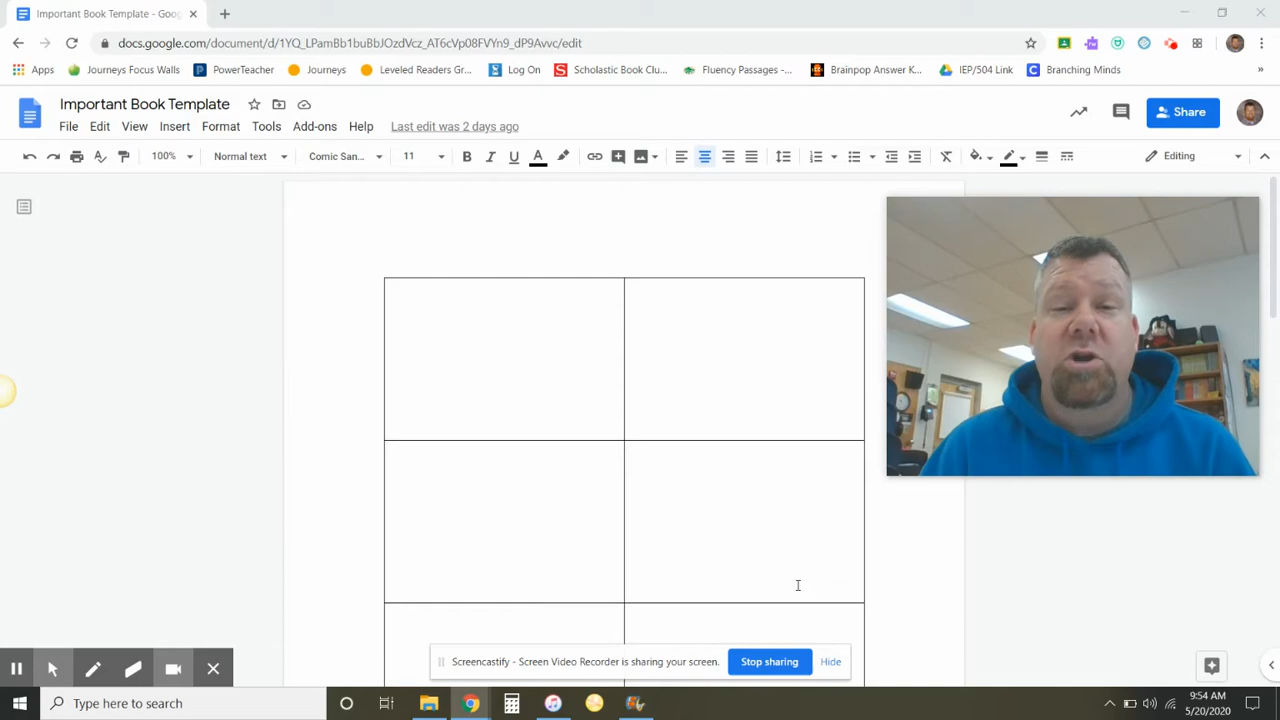 Important Book Template - Goog
docs.google.com/document/d/1YQ_LPamBb1buBbJOzdVcz_AT6cVp08FVYn9_dP9Avvc/edit
Apps Journeys Focus Walls PowerTeacher Journeys Leveled Readers Gr... Log On Scholastic Book Clu... Fluency Passages -... Brainpop Answer K... IEP/504 Link Branching Minds »
Important Book Template
Share
File Edit View Insert Format Tools Add-ons Help Last edit was 2 days ago
100% Normal text Comic San... 11 B I U A Editing
Screencastify - Screen Video Recorder is sharing your screen. Stop sharing Hide
Type here to search
9:54 AM
5/20/2020